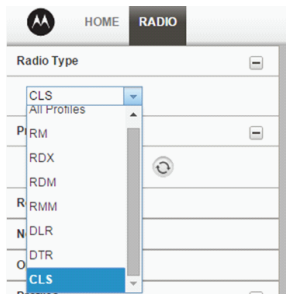 HOME RADIO
Radio Type
CLS
All Profiles
P RM
RDX
RDM
R RMM
N DLR
DTR
O CLS